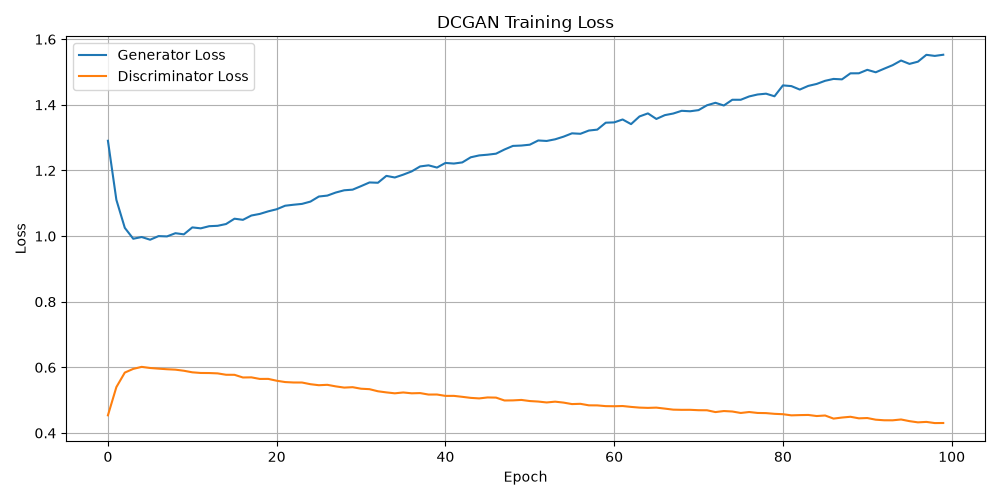 DCGAN Training Loss
Generator Loss
Discriminator Loss
1.6
1.4
1.2
1.0
0.8
0.6
0.4
Loss
0 20 40 60 80 100
Epoch